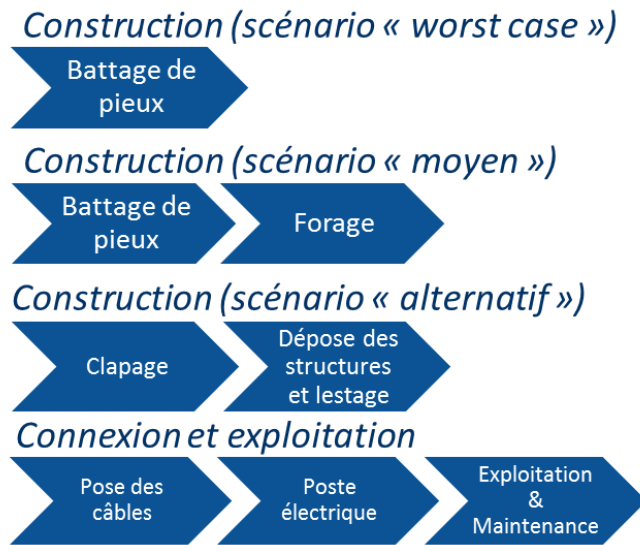 Construction (scénario « worst case »)
Battage de
pieux
Construction (scénario « moyen »)
Battage de
pieux
Forage
Construction (scénario « alternatif »)
Clapage
Dépose des
structures
et lestage
Connexion et exploitation
Pose des
câbles
Poste
électrique
Exploitation
&
Maintenance